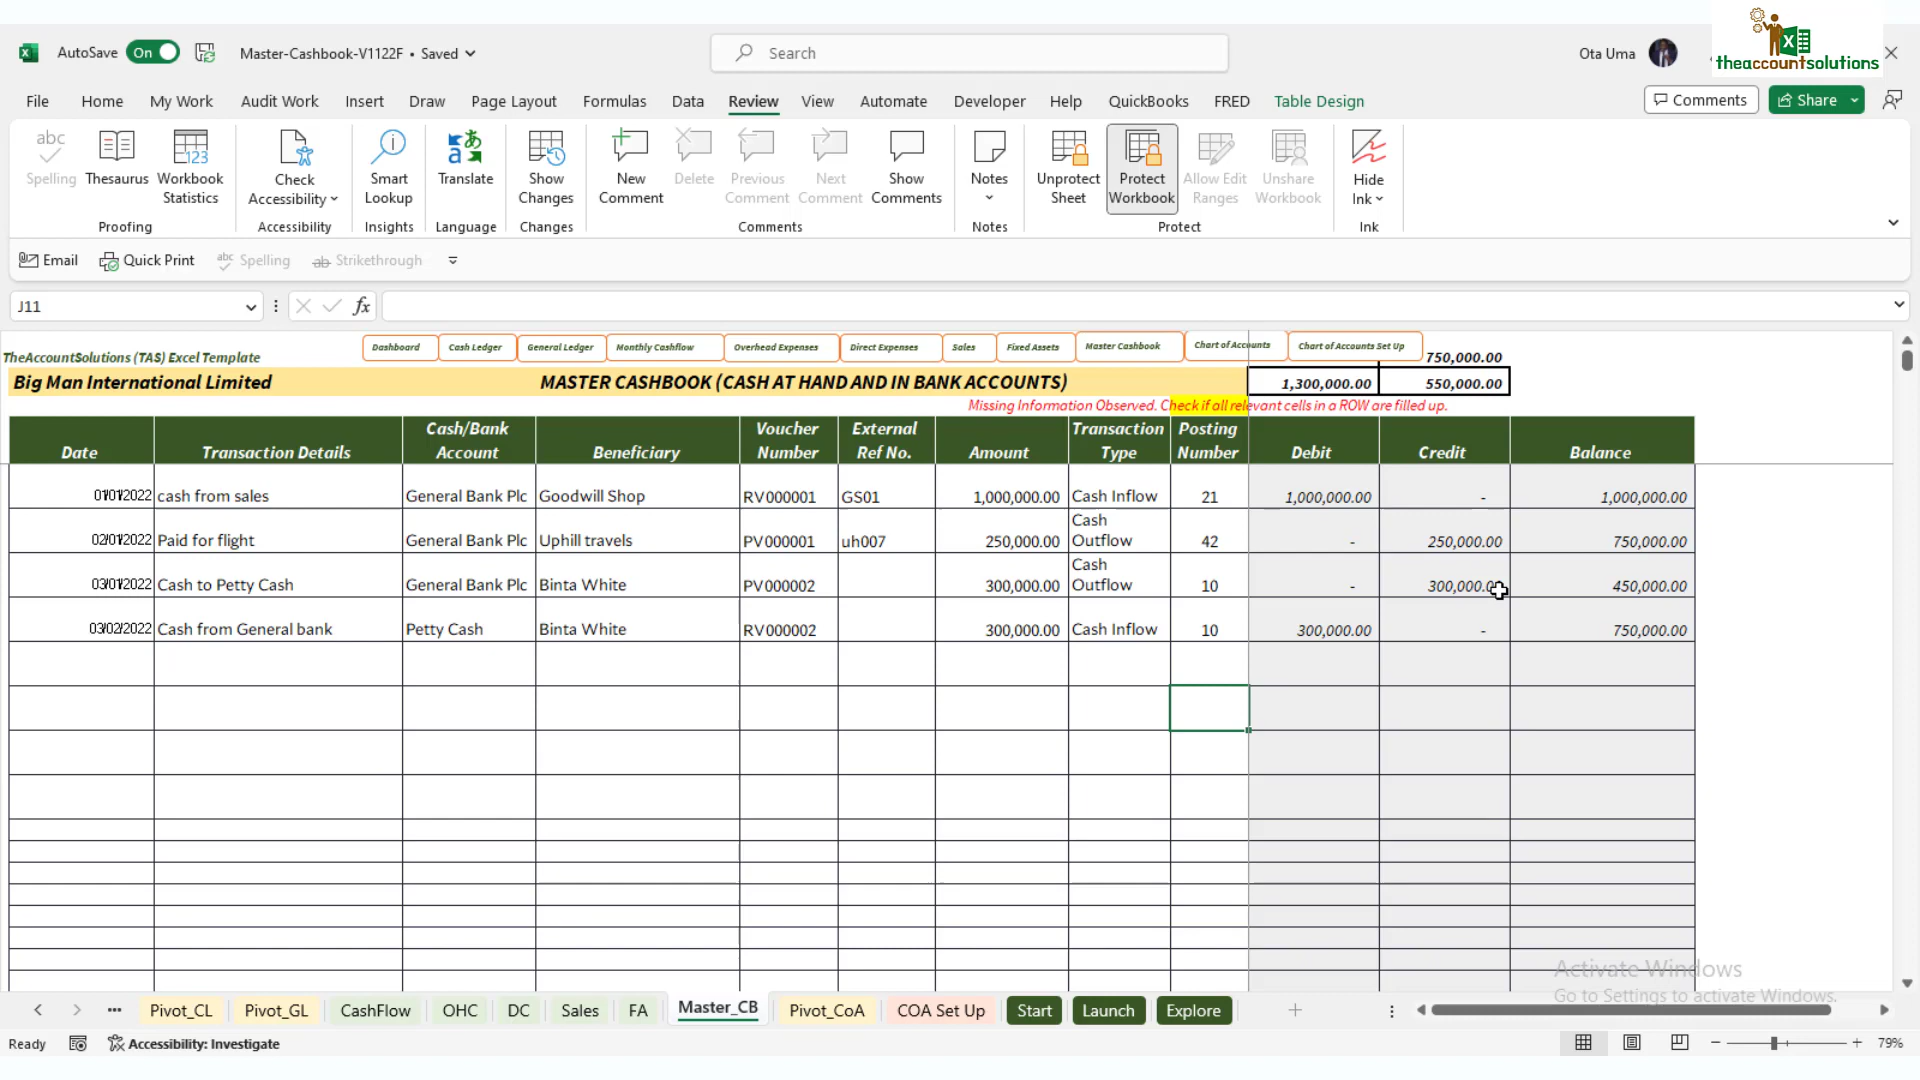 AutoSave On Master-Cashbook-V1122F • Saved Search Ota Uma
theaccountsolutions
File Home My Work Audit Work Insert Draw Page Layout Formulas Data Review View Automate Developer Help QuickBooks FRED Table Design Comments Share
abc 123
Spelling Thesaurus Workbook Statistics Check Accessibility Smart Lookup Translate Show Changes New Comment Delete Previous Comment Next Comment Show Comments Notes Unprotect Sheet Protect Workbook Allow Edit Ranges Unshare Workbook Hide Ink
Proofing Accessibility Insights Language Changes Comments Notes Protect Ink
Email Quick Print abc Spelling ab Strikethrough
J11 fx
Dashboard Cash Ledger General Ledger Monthly Cashflow Overhead Expenses Direct Expenses Sales Fixed Assets Master Cashbook Chart of Accounts Chart of Accounts Set Up
TheAccountSolutions (TAS) Excel Template 750,000.00
Big Man International Limited MASTER CASHBOOK (CASH AT HAND AND IN BANK ACCOUNTS) 1,300,000.00 550,000.00
Missing Information Observed. Check if all relevant cells in a ROW are filled up.
Date Transaction Details Cash/Bank Account Beneficiary Voucher Number External Ref No. Amount Transaction Type Posting Number Debit Credit Balance
01/01/2022 cash from sales General Bank Plc Goodwill Shop RV000001 GS01 1,000,000.00 Cash Inflow 21 1,000,000.00 - 1,000,000.00
02/01/2022 Paid for flight General Bank Plc Uphill travels PV000001 uh007 250,000.00 Cash Outflow 42 - 250,000.00 750,000.00
03/01/2022 Cash to Petty Cash General Bank Plc Binta White PV000002 300,000.00 Cash Outflow 10 - 300,000.00 450,000.00
03/02/2022 Cash from General bank Petty Cash Binta White RV000002 300,000.00 Cash Inflow 10 300,000.00 - 750,000.00
Activate Windows
Go to Settings to activate Windows.
Pivot_CL Pivot_GL CashFlow OHC DC Sales FA Master_CB Pivot_CoA COA Set Up Start Launch Explore
Ready Accessibility: Investigate 79%